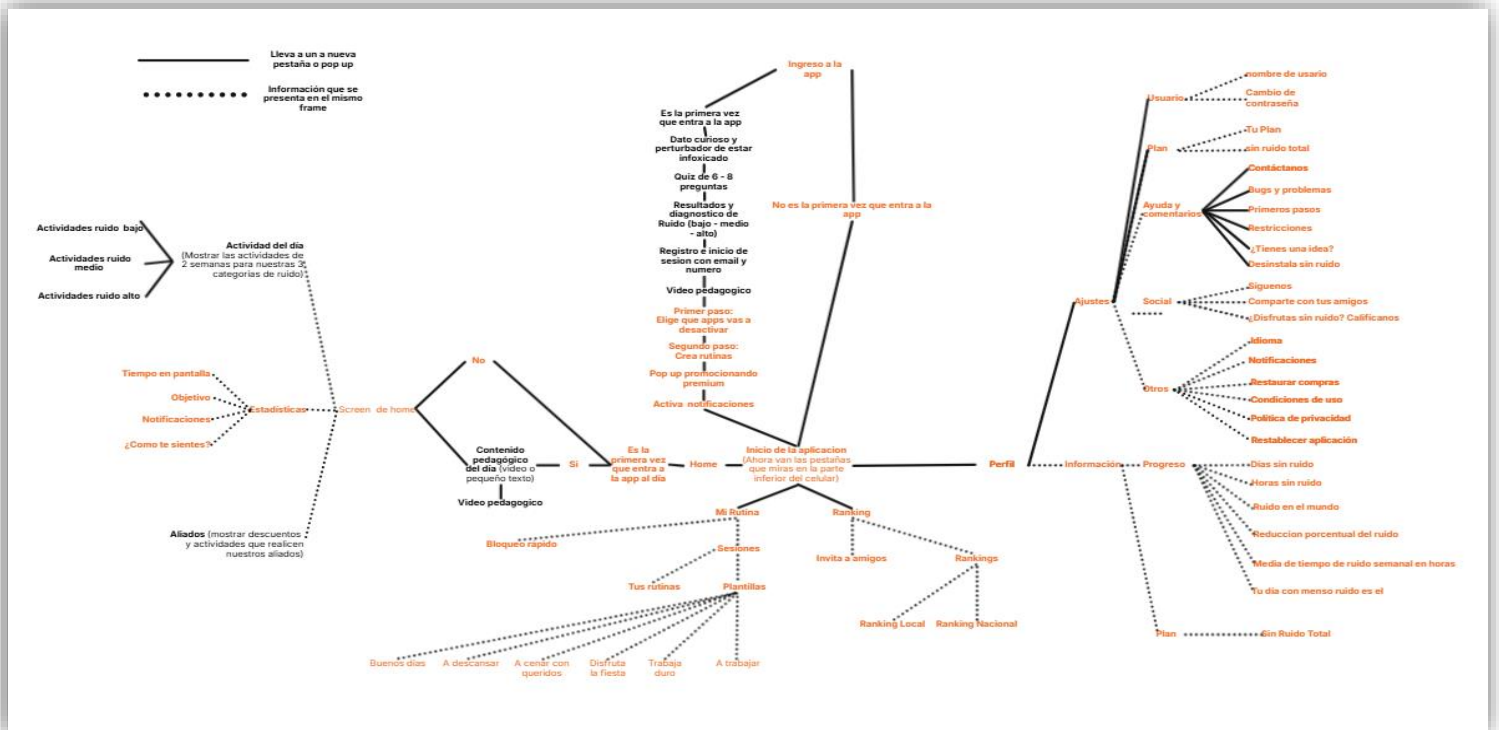 Lleva a un a nueva
pestaña o pop up
Información que se
presenta en el mismo
frame
Ingreso a la
app
Es la primera vez
que entra a la app
Dato curioso y
perturbador de estar
infoxicado
Quiz de 6 - 8
preguntas
Resultados y
diagnostico de
Ruido (bajo - medio
- alto)
Registro e inicio de
sesion con email y
numero
Video pedagogico
Primer paso:
Elige que apps vas a
desactivar
Segundo paso:
Crea rutinas
Pop up promocionando
premium
Activa notificaciones
No es la primera vez que entra a la
app
Actividades ruido bajo
Actividades ruido
medio
Actividades ruido alto
Actividad del día
(Mostrar las actividades de
2 semanas para nuestras 3
categorias de ruido)
Tiempo en pantalla
Objetivo
Notificaciones
¿Como te sientes?
Estadísticas
Screen de home
Aliados (mostrar descuentos
y actividades que realicen
nuestros aliados)
No
Contenido
pedagógico
del día (video o
pequeño texto)
Video pedagogico
Si
Es la
primera vez
que entra a
la app al día
Home
Inicio de la aplicacion
(Ahora van las pestañas
que miras en la parte
inferior del celular)
Mi Rutina
Bloqueo rápido
Sesiones
Tus rutinas
Plantillas
Buenos días
A descansar
A cenar con
queridos
Disfruta
la fiesta
Trabaja
duro
A trabajar
Ranking
Invita a amigos
Rankings
Ranking Local
Ranking Nacional
Perfil
Ajustes
Usuario
nombre de usario
Cambio de
contraseña
Plan
Tu Plan
sin ruido total
Ayuda y
comentarios
Contáctanos
Bugs y problemas
Primeros pasos
Restricciones
¿Tienes una idea?
Desinstala sin ruido
Social
Siguenos
Comparte con tus amigos
¿Disfrutas sin ruido? Calificanos
Otros
Idioma
Notificaciones
Restaurar compras
Condiciones de uso
Politica de privacidad
Restablecer aplicación
Información
Progreso
Días sin ruido
Horas sin ruido
Ruido en el mundo
Reduccion porcentual del ruido
Media de tiempo de ruido semanal en horas
Tu día con menso ruido es el
Plan
Sin Ruido Total